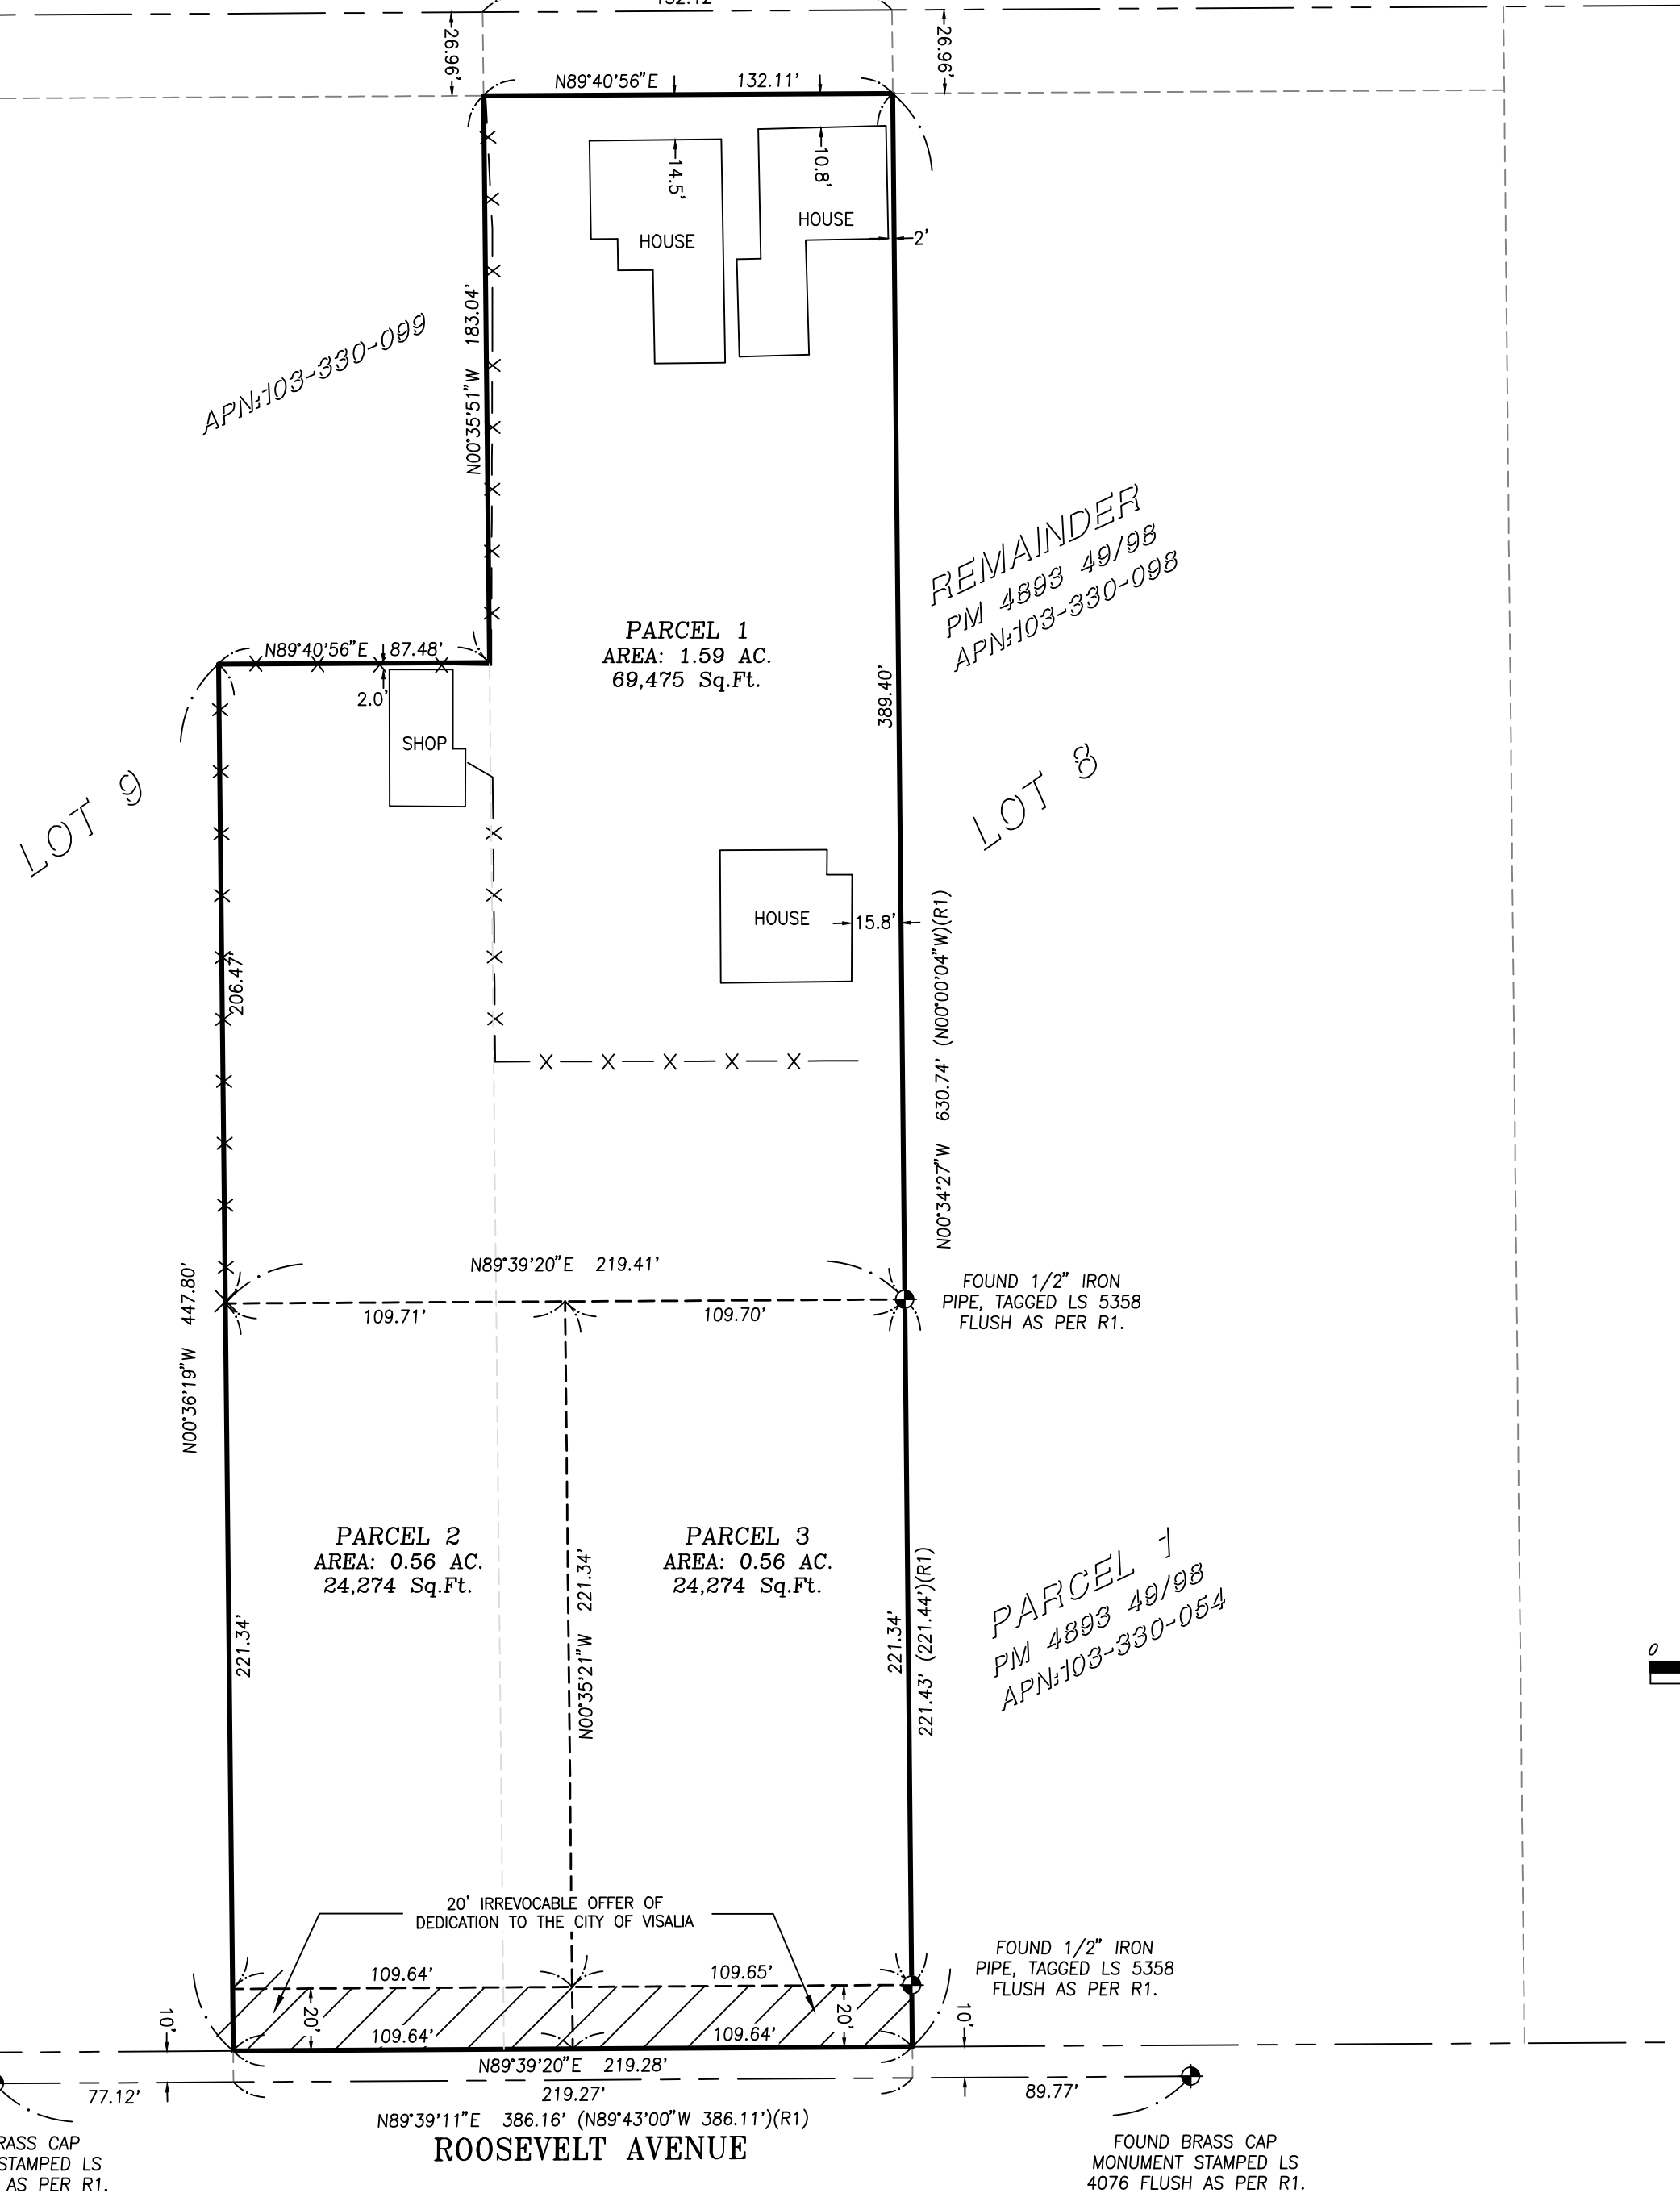 26.96'
26.96'
N89°40'56"E 132.11'
14.5'
10.8'
HOUSE
HOUSE
2'
N00°35'51"W 183.04'
APN:103-330-099
REMAINDER
PM 4893 49/98
APN:103-330-098
PARCEL 1
AREA: 1.59 AC.
69,475 Sq.Ft.
N89°40'56"E 87.48'
2.0'
SHOP
389.40'
LOT 9
LOT 8
HOUSE
15.8'
206.47'
N00°34'27"W 630.74' (N00°00'04"W)(R1)
N89°39'20"E 219.41'
109.71'
109.70'
FOUND 1/2" IRON
PIPE, TAGGED LS 5358
FLUSH AS PER R1.
N00°36'19"W 447.80'
PARCEL 2
AREA: 0.56 AC.
24,274 Sq.Ft.
PARCEL 3
AREA: 0.56 AC.
24,274 Sq.Ft.
N00°35'21"W 221.34'
221.34'
221.34'
221.43' (221.44')(R1)
PARCEL 1
PM 4893 49/98
APN:103-330-054
0
20' IRREVOCABLE OFFER OF
DEDICATION TO THE CITY OF VISALIA
109.64'
109.65'
FOUND 1/2" IRON
PIPE, TAGGED LS 5358
FLUSH AS PER R1.
10'
20'
20'
10'
109.64'
109.64'
N89°39'20"E 219.28'
77.12'
219.27'
89.77'
N89°39'11"E 386.16' (N89°43'00"W 386.11')(R1)
ROOSEVELT AVENUE
CAP
STAMPED LS
AS PER R1.
FOUND BRASS CAP
MONUMENT STAMPED LS
4076 FLUSH AS PER R1.